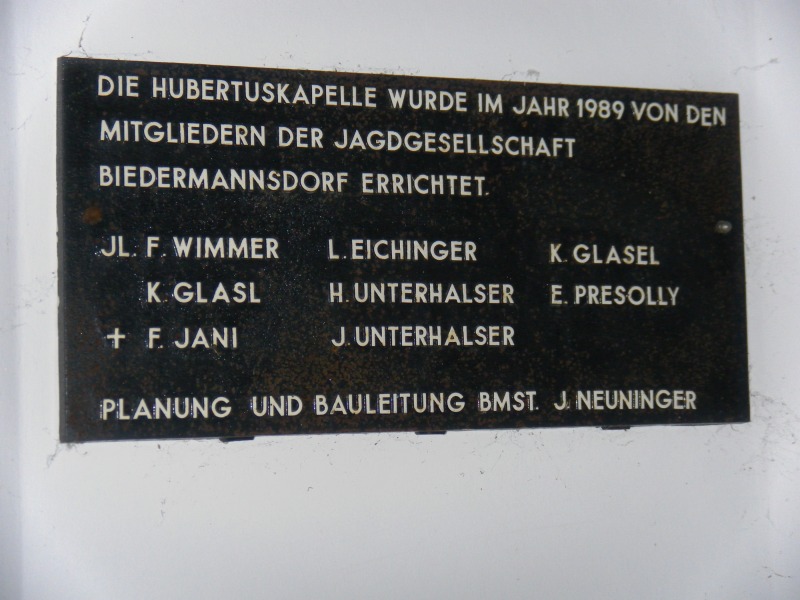 DIE HUBERTUSKAPELLE WURDE IM JAHR 1989 VON DEN
MITGLIEDERN DER JAGDGESELLSCHAFT
BIEDERMANNSDORF ERRICHTET.
JL. F. WIMMER L. EICHINGER K. GLASEL
K. GLASL H. UNTERHALSER E. PRESOLLY
+ F. JANI J. UNTERHALSER
PLANUNG UND BAULEITUNG BMST. J. NEUNINGER